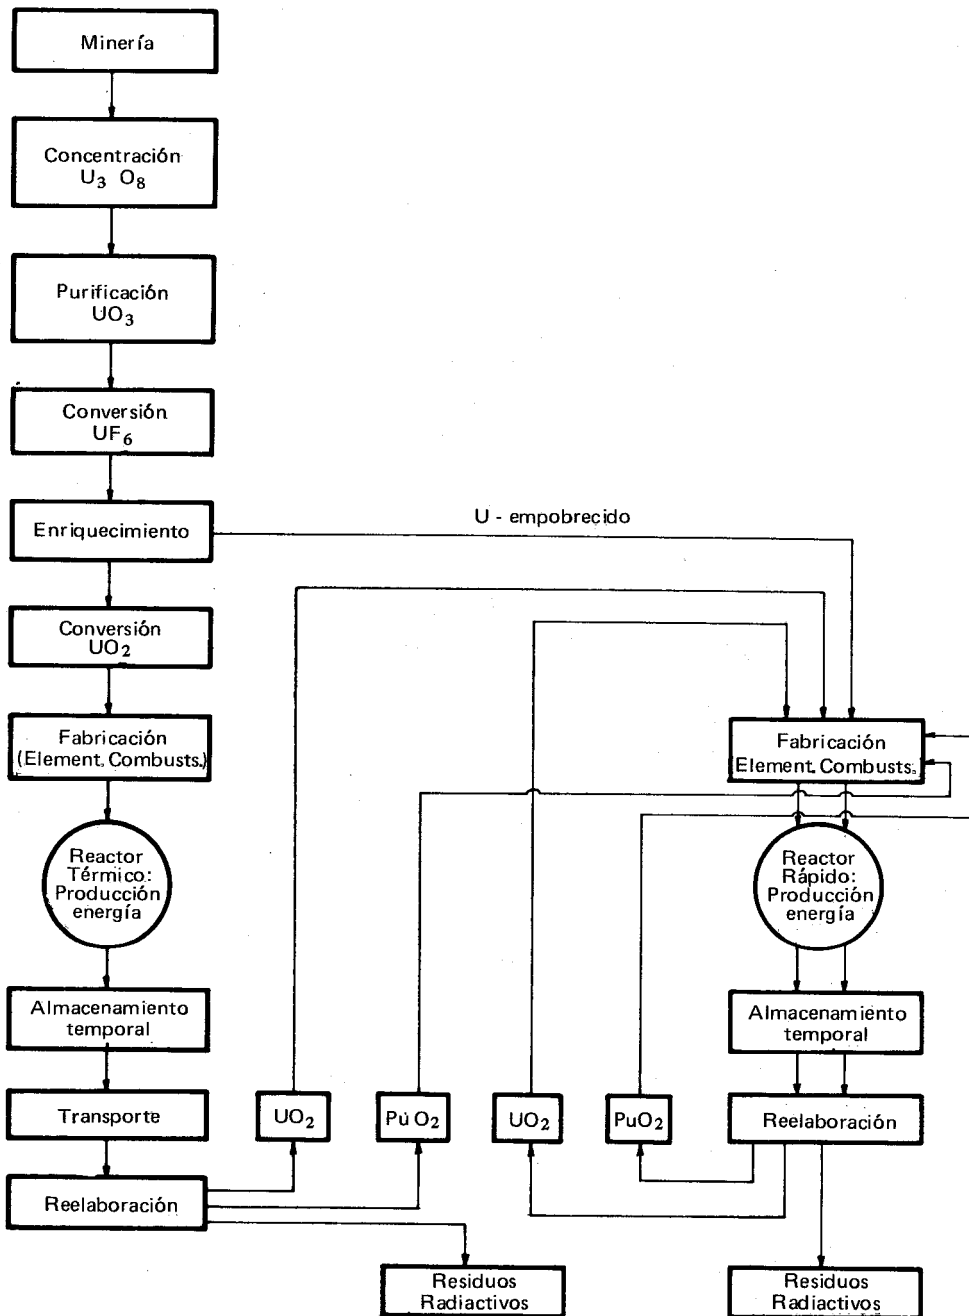 Minería
Concentración
U₃ O₈
Purificación
UO₃
Conversión
UF₆
Enriquecimiento
U - empobrecido
Conversión
UO₂
Fabricación
(Element. Combusts.)
Fabricación
Element. Combusts.
Reactor
Térmico:
Producción
energía
Reactor
Rápido:
Producción
energía
Almacenamiento
temporal
Almacenamiento
temporal
Transporte
UO₂
Pu O₂
UO₂
PuO₂
Reelaboración
Reelaboración
Residuos
Radiactivos
Residuos
Radiactivos